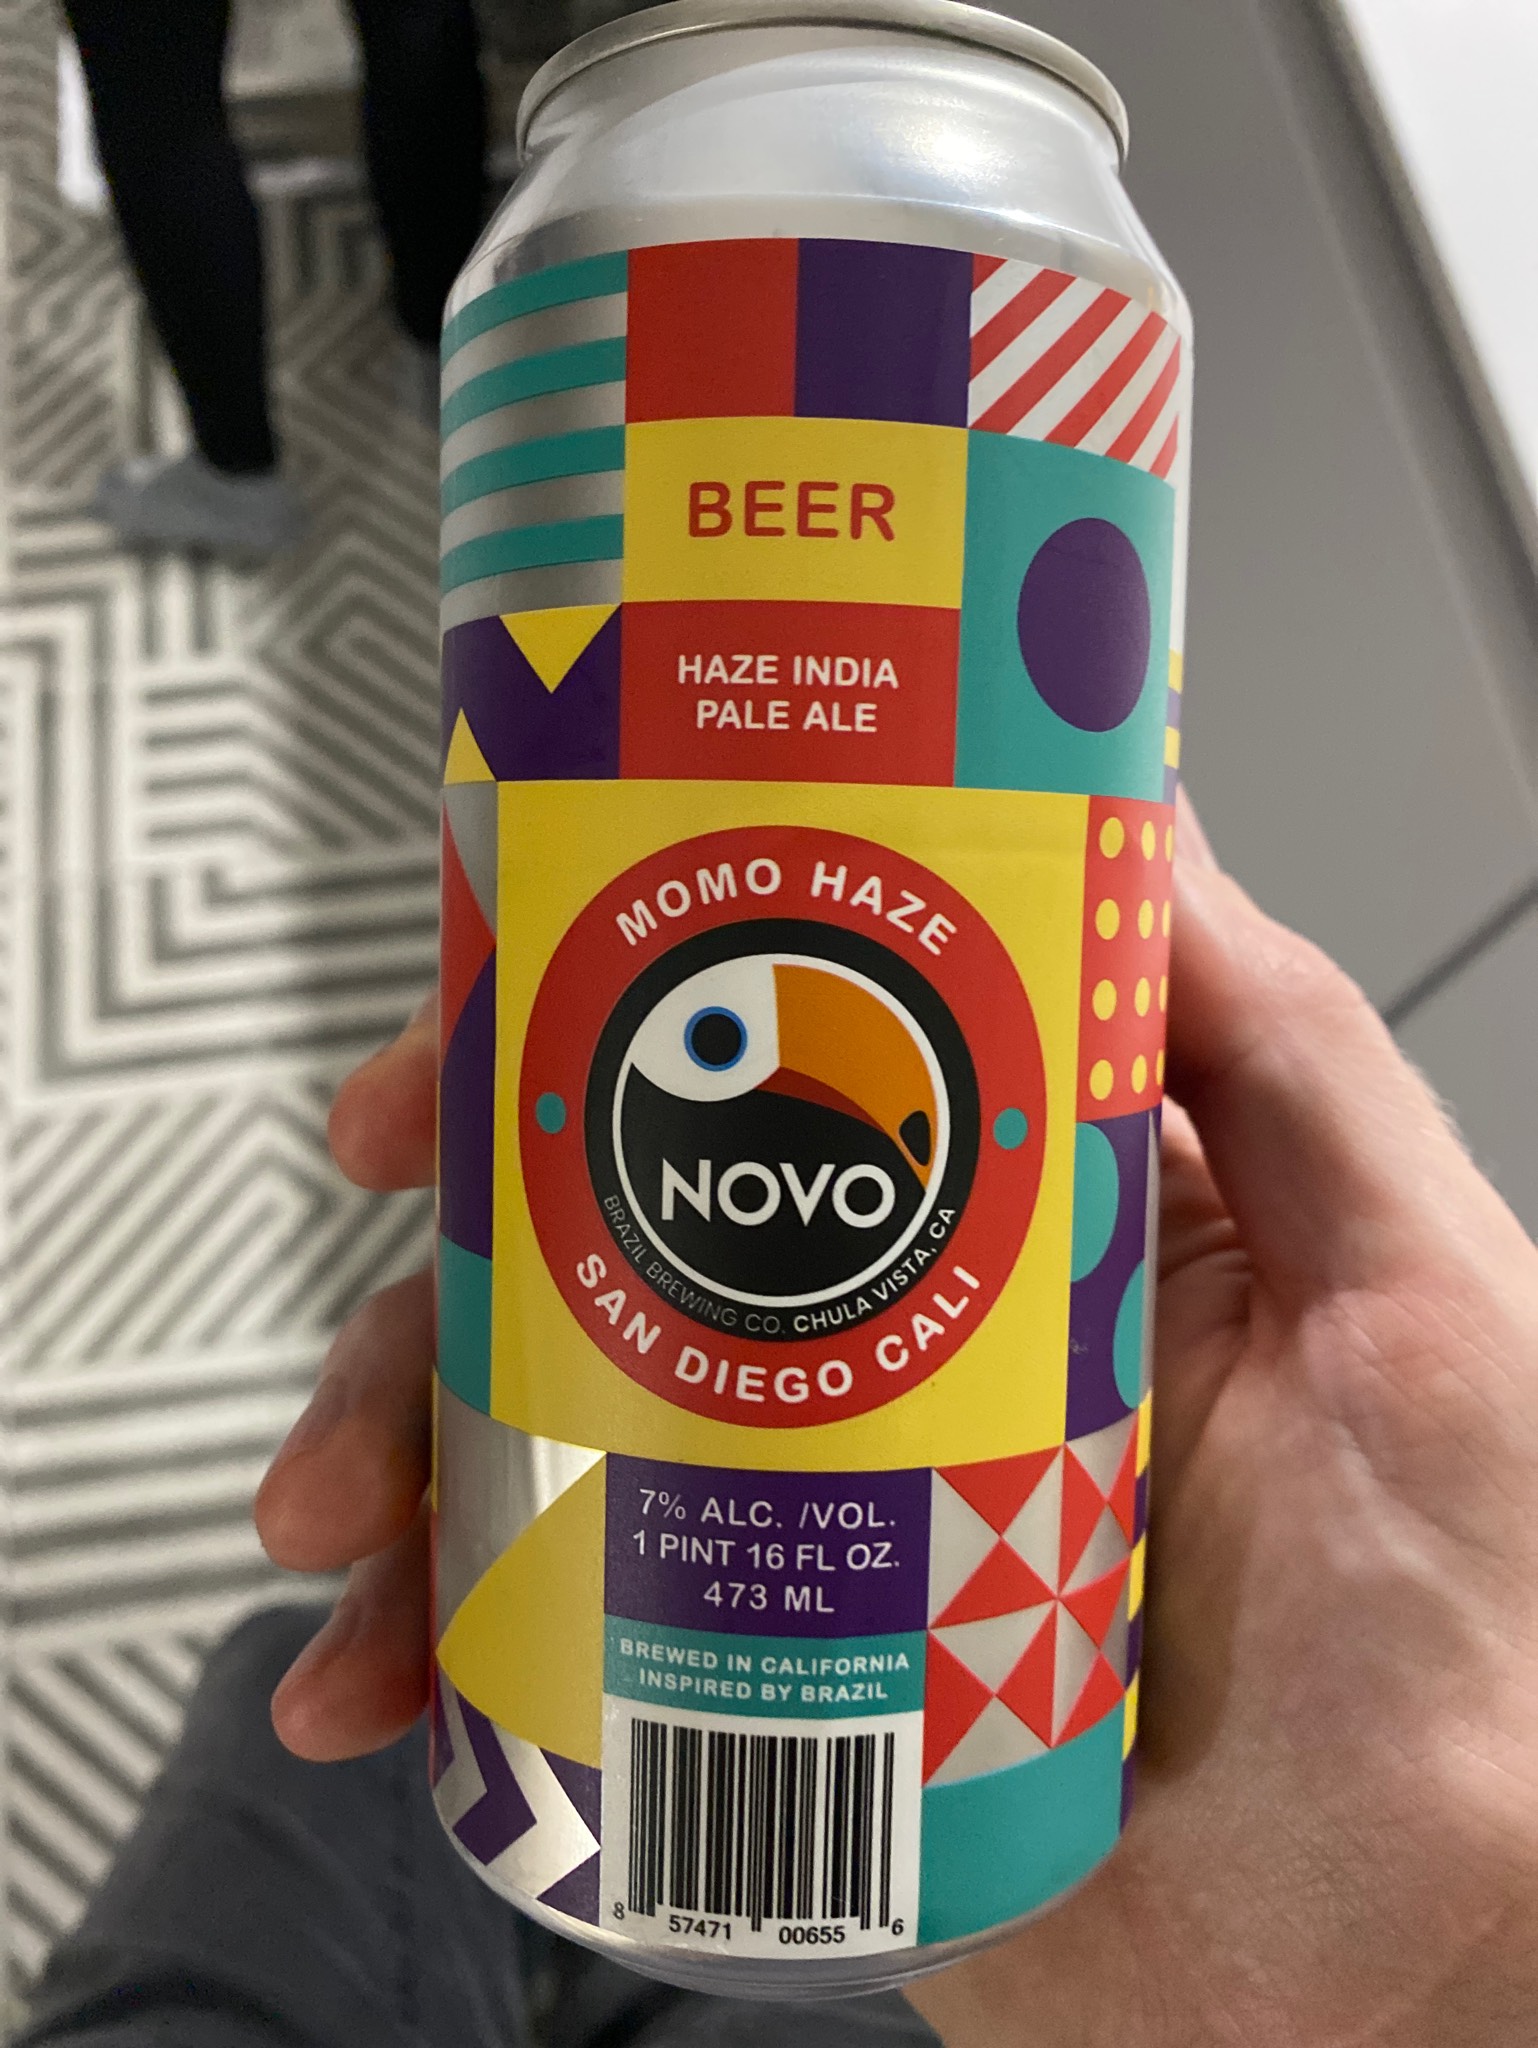 BEER
HAZE INDIA
PALE ALE
MOMO HAZE
NOVO
BRAZIL BREWING CO. CHULA VISTA, CA
SAN DIEGO CALI
7% ALC. /VOL.
1 PINT 16 FL OZ.
473 ML
BREWED IN CALIFORNIA
INSPIRED BY BRAZIL
8 57471 00655 6